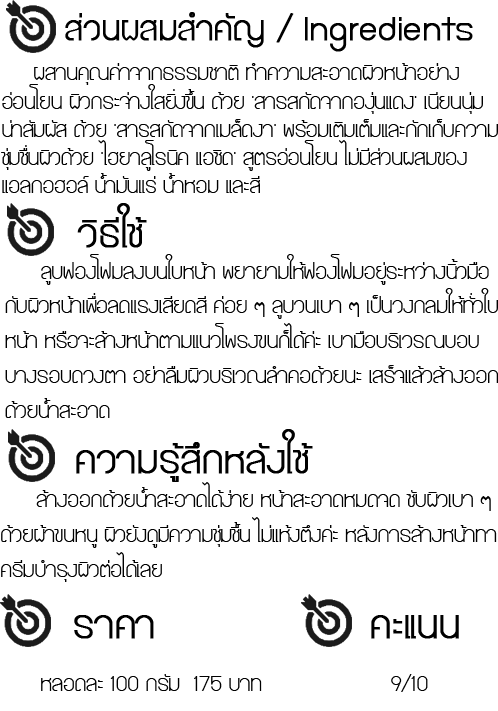 ส่วนผสมสำคัญ / Ingredients
ผสานคุณค่าจากธรรมชาติ ทำความสะอาดผิวหน้าอย่าง
อ่อนโยน ผิวกระจ่างใสยิ่งขึ้น ด้วย "สารสกัดจากองุ่นแดง" เนียนนุ่ม
น่าสัมผัส ด้วย "สารสกัดจากเมล็ดงา" พร้อมเติมเต็มและกักเก็บความ
ชุ่มชื่นผิวด้วย "ไฮยาลูโรนิค แอซิด" สูตรอ่อนโยน ไม่มีส่วนผสมของ
แอลกอฮอล์ น้ำมันแร่ น้ำหอม และสี
วิธีใช้
ลูบฟองโฟมลงบนใบหน้า พยายามให้ฟองโฟมอยู่ระหว่างนิ้วมือ
กับผิวหน้าเพื่อลดแรงเสียดสี ค่อย ๆ ลูบวนเบา ๆ เป็นวงกลมให้ทั่วใบ
หน้า หรือจะล้างหน้าตามแนวโพรงขนก็ได้ค่ะ เบามือบริเวรณบอบ
บางรอบดวงตา อย่าลืมผิวบริเวณลำคอด้วยนะ เสร็จแล้วล้างออก
ด้วยน้ำสะอาด
ความรู้สึกหลังใช้
ล้างออกด้วยน้ำสะอาดได้ง่าย หน้าสะอาดหมดจด ซับผิวเบา ๆ
ด้วยผ้าขนหนู ผิวยังดูมีความชุ่มชื้น ไม่แห้งตึงค่ะ หลังการล้างหน้าทา
ครีมบำรุงผิวต่อได้เลย
ราคา คะแนน
หลอดละ 100 กรัม 175 บาท 9/10